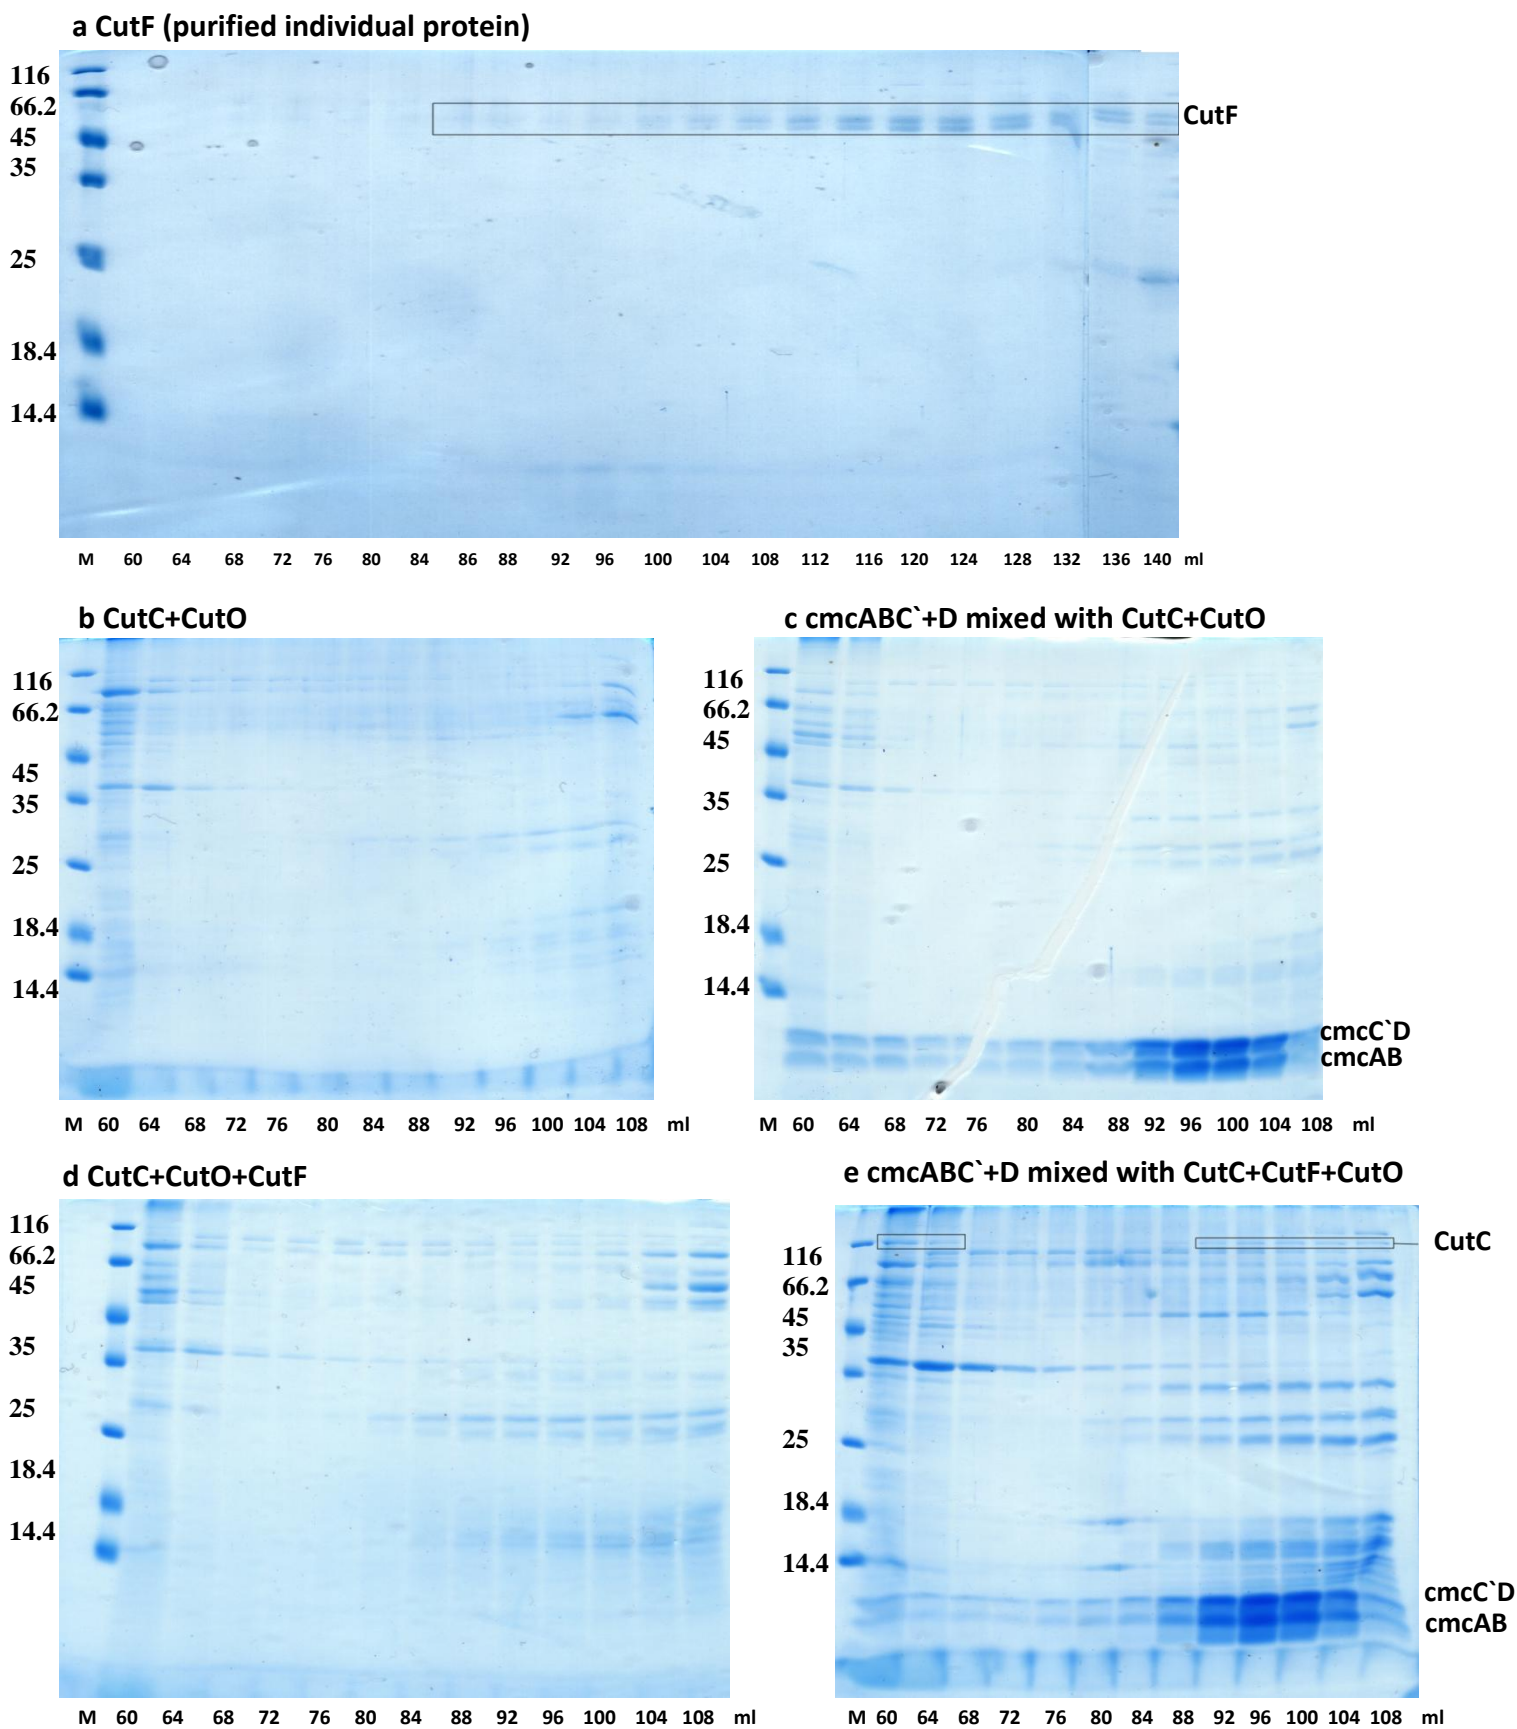 a CutF (purified individual protein)
116
66.2
45
35
25
18.4
14.4
CutF
M 60 64 68 72 76 80 84 86 88 92 96 100 104 108 112 116 120 124 128 132 136 140 ml
b CutC+CutO
116
66.2
45
35
25
18.4
14.4
M 60 64 68 72 76 80 84 88 92 96 100 104 108 ml
c cmcABC`+D mixed with CutC+CutO
116
66.2
45
35
25
18.4
14.4
cmcC`D
cmcAB
M 60 64 68 72 76 80 84 88 92 96 100 104 108 ml
d CutC+CutO+CutF
116
66.2
45
35
25
18.4
14.4
M 60 64 68 72 80 84 88 92 96 100 104 108 ml
e cmcABC`+D mixed with CutC+CutF+CutO
116
66.2
45
35
25
18.4
14.4
CutC
cmcC`D
cmcAB
M 60 64 68 72 76 80 84 88 92 96 100 104 108 ml